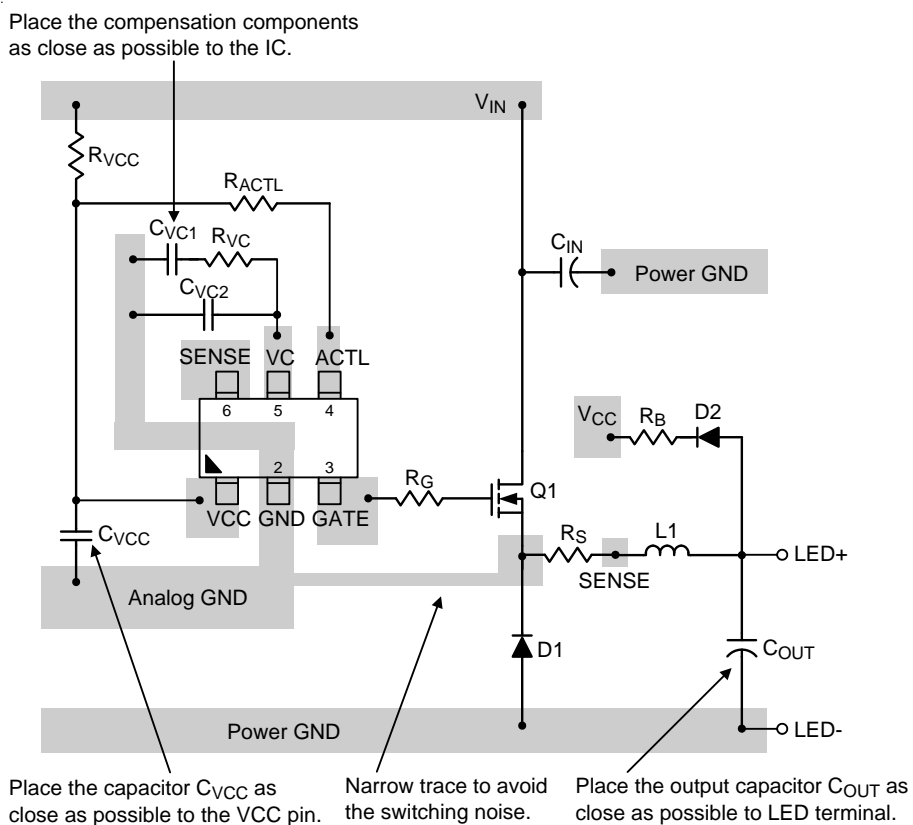 Place the compensation components
as close as possible to the IC.
VIN
RVCC
RACTL
CVC1
RVC
CIN
Power GND
CVC2
SENSE VC ACTL
6 5 4
VCC
RB
D2
2 3
RG
Q1
VCC GND GATE
CVCC
RS
L1
LED+
SENSE
Analog GND
D1
COUT
Power GND
LED-
Place the capacitor CVCC as
close as possible to the VCC pin.
Narrow trace to avoid
the switching noise.
Place the output capacitor COUT as
close as possible to LED terminal.